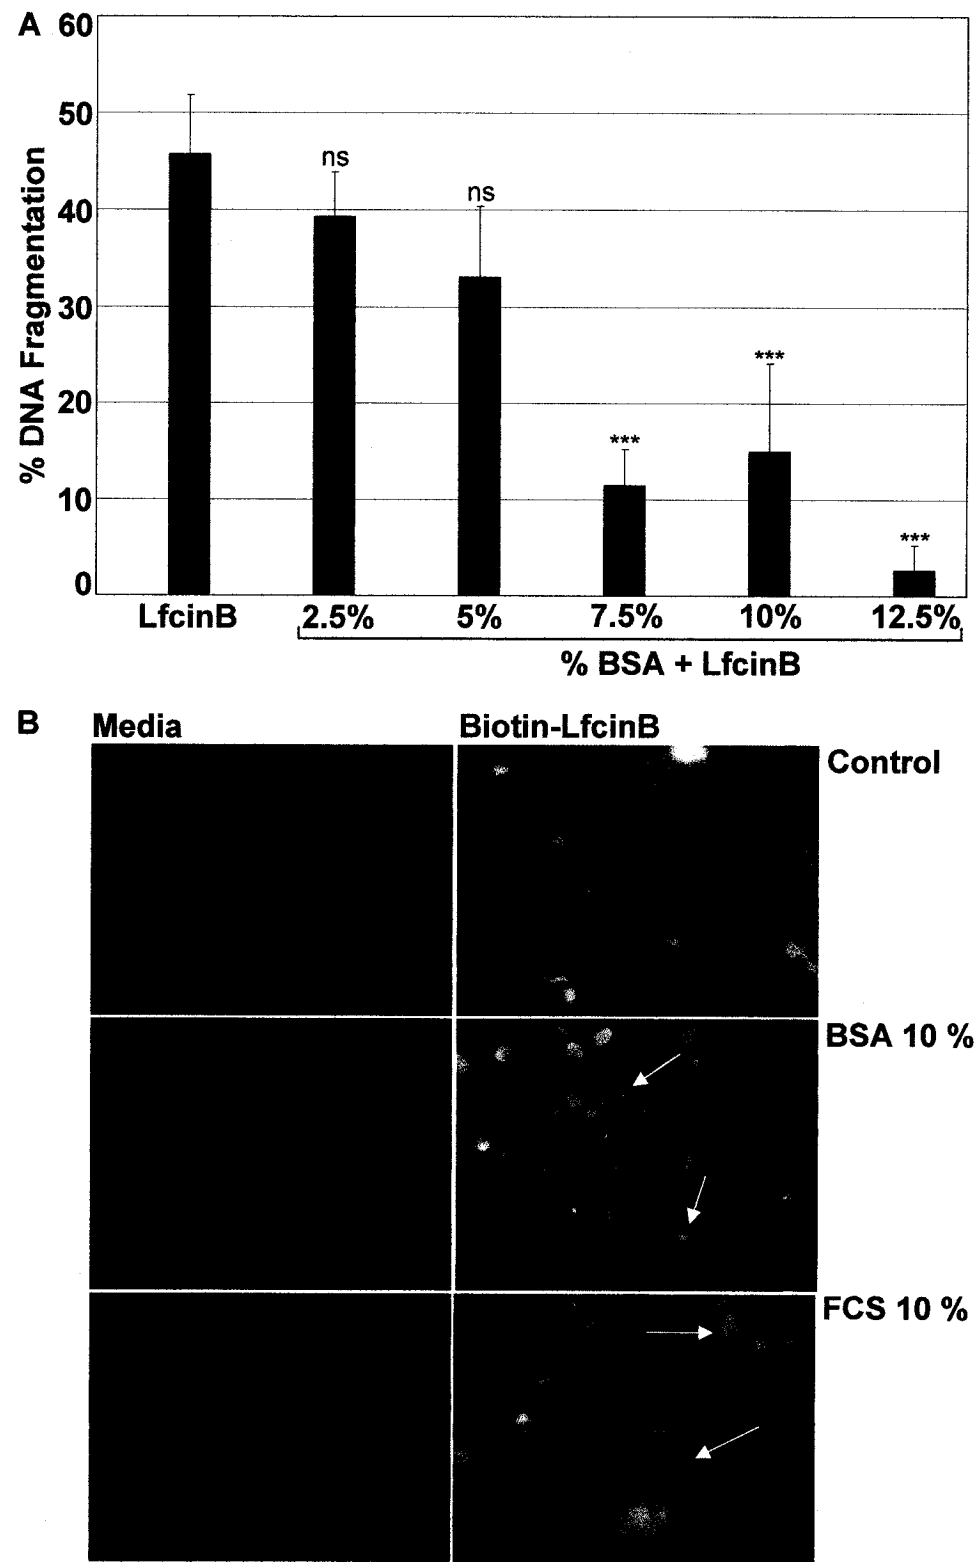 A
60
50
40
30
20
10
0
% DNA Fragmentation
ns
ns
***
***
***
LfcinB 2.5% 5% 7.5% 10% 12.5%
% BSA + LfcinB
B
Media Biotin-LfcinB
Control
BSA 10 %
FCS 10 %